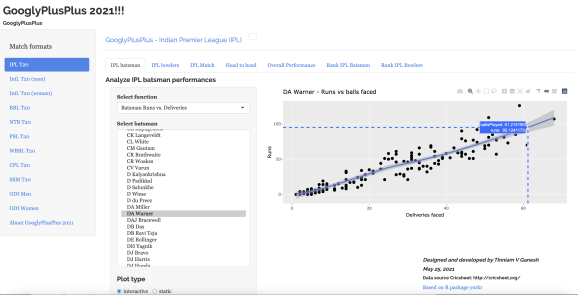 GooglyPlusPlus 2021!!!
GooglyPlusPlus
Match formats
IPL T20
Intl. T20 (men)
Intl. T20 (women)
BBL T20
NTB T20
PSL T20
WBBL T20
CPL T20
SSM T20
ODI Men
ODI Women
About GooglyPlusPlus 2021
GooglyPlusPlus - Indian Premier League (IPL)
IPL batsman IPL bowlers IPL Match Head to head Overall Performance Rank IPL Batsmen Rank IPL Bowlers
Analyze IPL batsman performances
Select function
Batsman Runs vs. Deliveries
Select batsman
CK Langeveldt
CL White
CM Gautam
CR Brathwaite
CR Woakes
CV Varun
D Kalyankrishna
D Padikkal
D Salunkhe
D Wiese
D du Preez
DA Miller
DA Warner
DAJ Bracewell
DB Das
DB Ravi Teja
DE Bollinger
DH Yagnik
DJ Bravo
DJ Harris
DJ Hooda
Plot type
interactive static
DA Warner - Runs vs balls faced
Runs
100
50
0
0
20
40
60
Deliveries faced
Designed and developed by Tinniam V Ganesh
May 25, 2021
Data source Cricsheet: http://cricsheet.org/
Based on R package yorkr